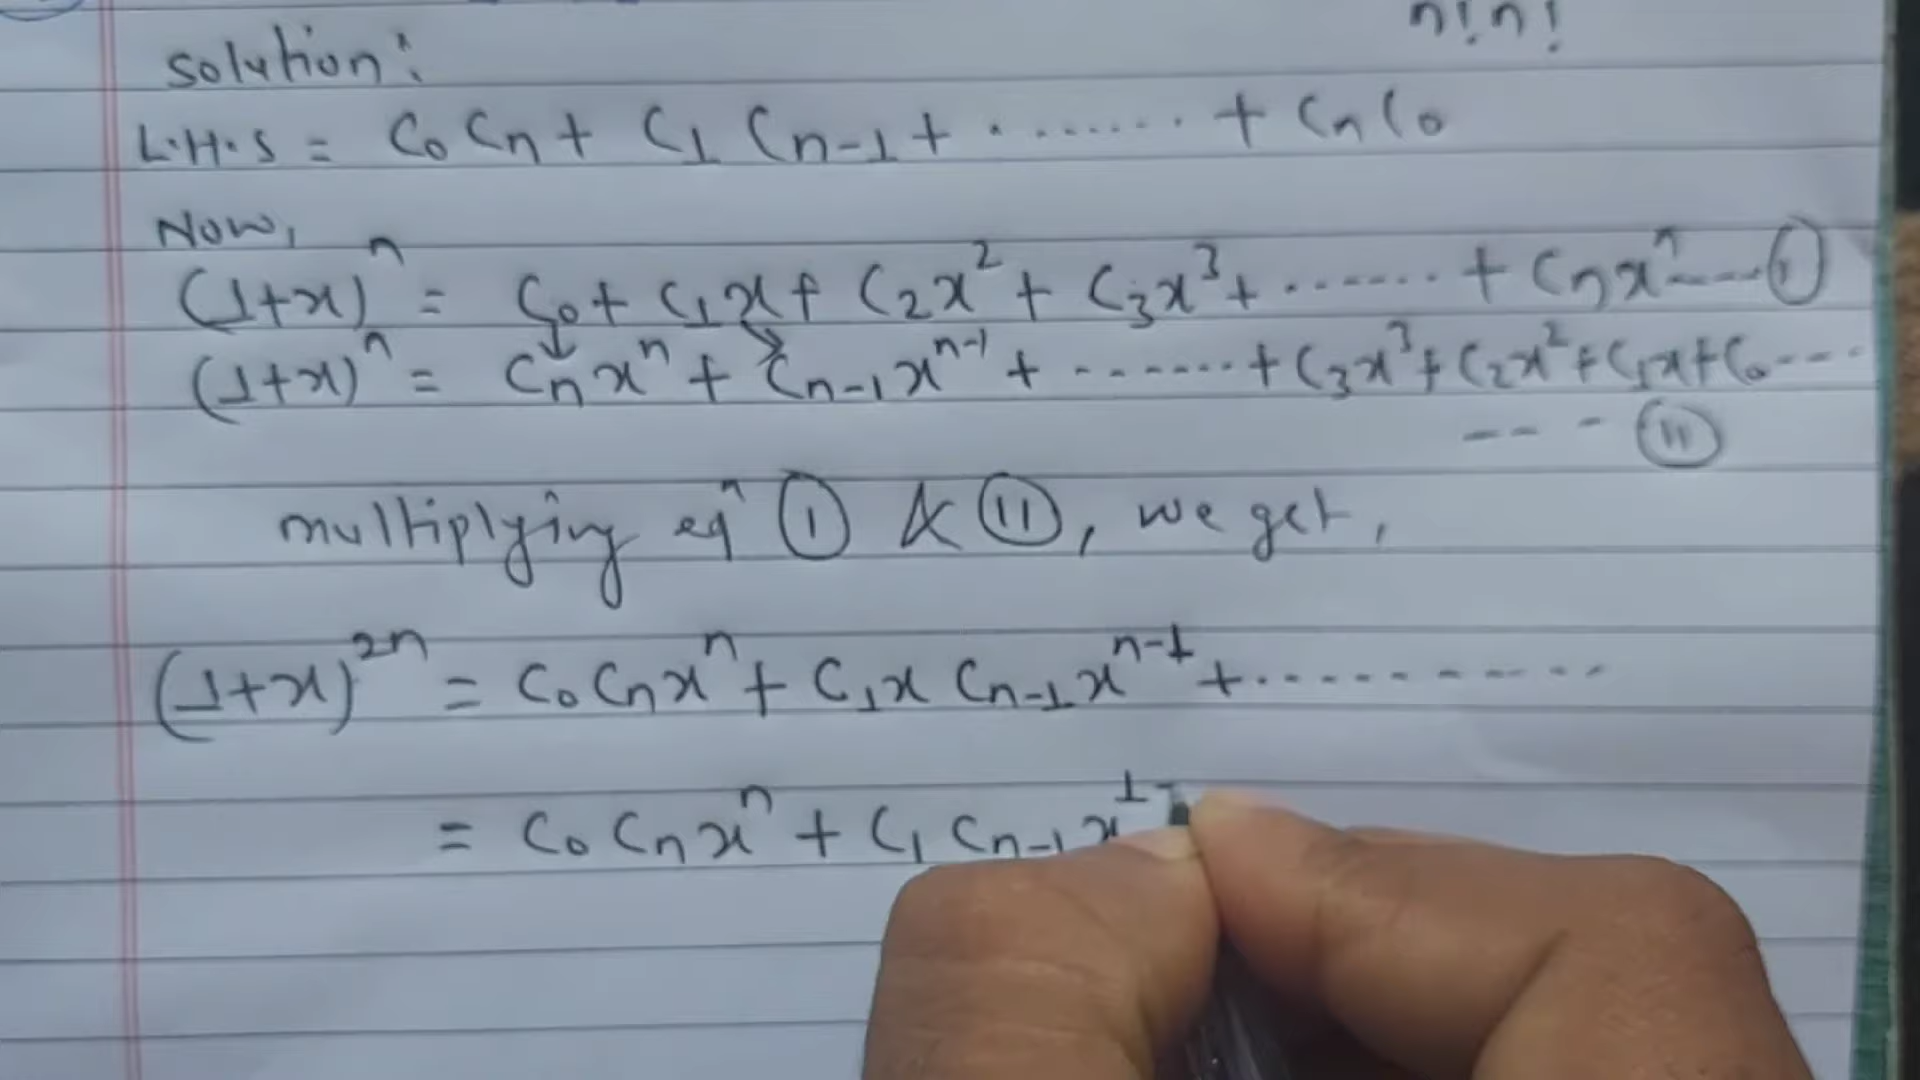 n!n!
Solution:
L.H.S = C₀Cₙ + C₁Cₙ₋₁ + ........ + CₙC₀
Now,
(1+x)ⁿ = C₀ + C₁x + C₂x² + C₃x³ + ....... + Cₙxⁿ --- (i)
(1+x)ⁿ = Cₙxⁿ + Cₙ₋₁xⁿ⁻¹ + ....... + C₃x³ + C₂x² + C₁x + C₀ ---
--- (ii)
multiplying eqⁿ (i) & (ii), we get,
(1+x)²ⁿ = C₀Cₙxⁿ + C₁x Cₙ₋₁xⁿ⁻¹ + ..........
= C₀Cₙxⁿ + C₁Cₙ₋₁x¹